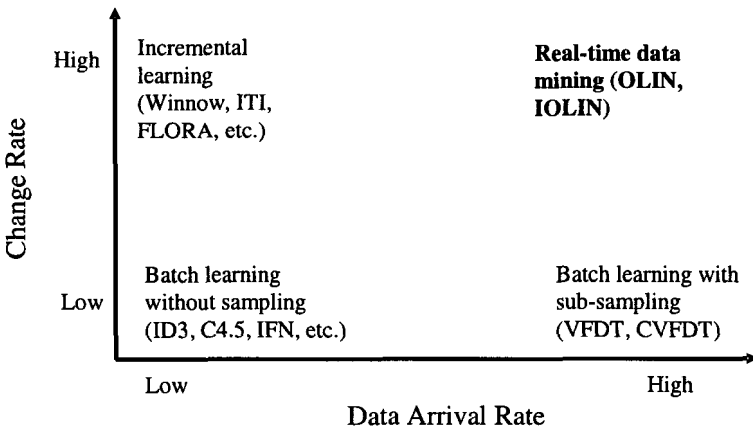 High
Incremental
learning
(Winnow, ITI,
FLORA, etc.)
Real-time data
mining (OLIN,
IOLIN)
Change Rate
Low
Batch learning
without sampling
(ID3, C4.5, IFN, etc.)
Batch learning with
sub-sampling
(VFDT, CVFDT)
Low
High
Data Arrival Rate